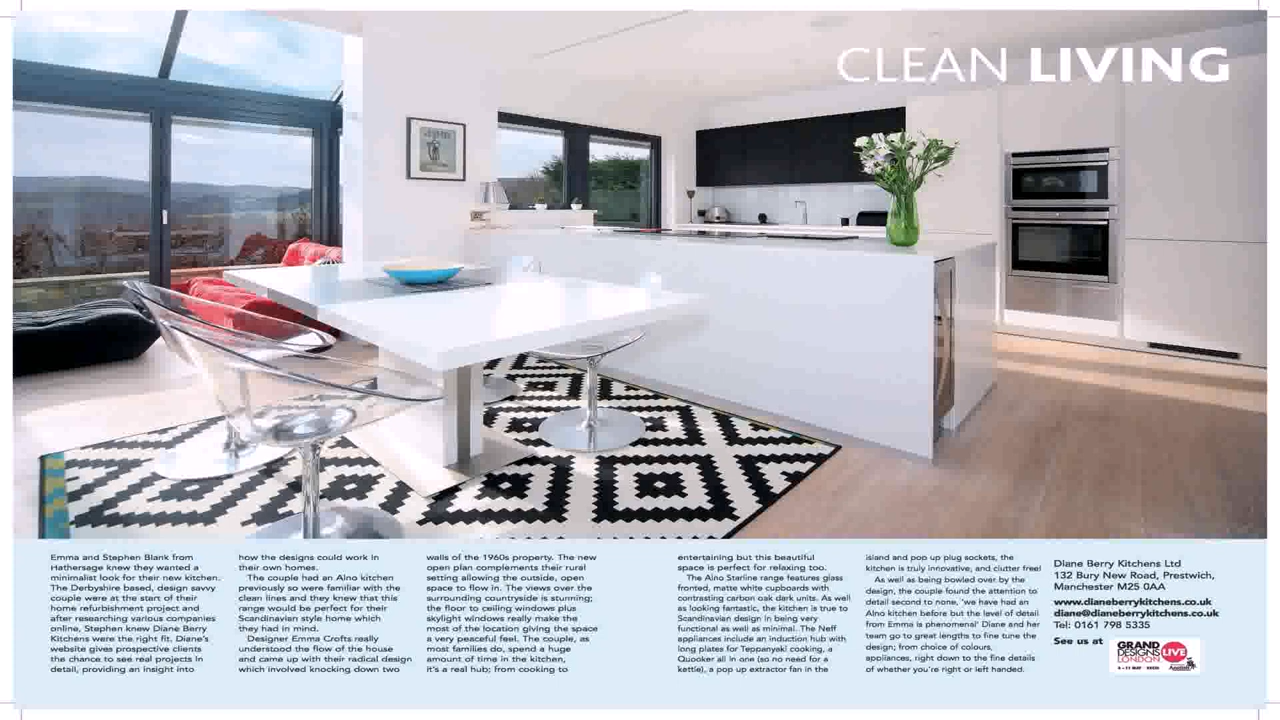 CLEAN LIVING
Emma and Stephen Blank from
Hathersage knew they wanted a
minimalist look for their new kitchen.
The Derbyshire based, design savvy
couple were at the start of their
home refurbishment project and
after researching various companies
online, Stephen knew Diane Berry
Kitchens were the right fit. Diane's
website gives prospective clients
the chance to see real projects in
detail, providing an insight into
how the designs could work in
their own homes.
The couple had an Alno kitchen
previously so were familiar with the
clean lines and they knew that this
range would be perfect for their
Scandinavian style home which
they had in mind.
Designer Emma Crofts really
understood the flow of the house
and came up with their radical design
which involved knocking down two
walls of the 1960s property. The new
open plan complements their rural
setting allowing the outside, open
space to flow in. The views over the
surrounding countryside is stunning;
the floor to ceiling windows plus
skylight windows really make the
most of the location giving the space
a very peaceful feel. The couple, as
most families do, spend a huge
amount of time in the kitchen,
it's a real hub; from cooking to
entertaining but this beautiful
space is perfect for relaxing too.
The Alno Starline range features glass
fronted, matte white cupboards with
contrasting carbon oak dark units. As well
as looking fantastic, the kitchen is true to
Scandinavian design in being very
functional as well as minimal. The Neff
appliances include an induction hub with
long plates for Teppanyaki cooking, a
Quooker all in one (so no need for a
kettle), a pop up extractor fan in the
island and pop up plug sockets, the
kitchen is truly innovative, and clutter free!
As well as being bowled over by the
design, the couple found the attention to
detail second to none, 'we have had an
Alno kitchen before but the level of detail
from Emma is phenomenal' Diane and her
team go to great lengths to fine tune the
design; from choice of colours,
appliances, right down to the fine details
of whether you're right or left handed.
Diane Berry Kitchens Ltd
132 Bury New Road, Prestwich,
Manchester M25 0AA
www.dianeberrykitchens.co.uk
diane@dianeberrykitchens.co.uk
Tel: 0161 798 5335
See us at
GRAND
DESIGNS
LONDON
LIVE